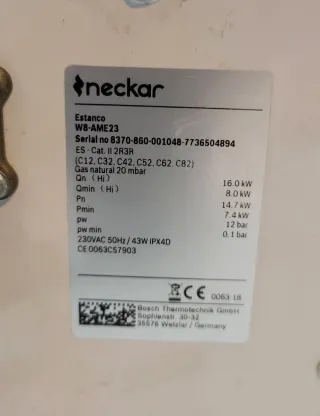 neckar
Estanco
W8-AME23
Serial no 8370-860-001048-7736504894
ES - Cat. II 2R3R
(C12, C32, C42, C52, C62, C82)
Gas natural 20 mbar
Qn (Hi) 16.0 kW
Qmin (Hi) 8.0 kW
Pn 14.7 kW
Pmin 7.4 kW
pw 12 bar
pw min 0.1 bar
230VAC 50Hz / 43W IPX4D
CE 0063CS7903
CE 0063 18
Bosch Thermotechnik GmbH
Sophienstr. 30-32
35576 Wetzlar / Germany